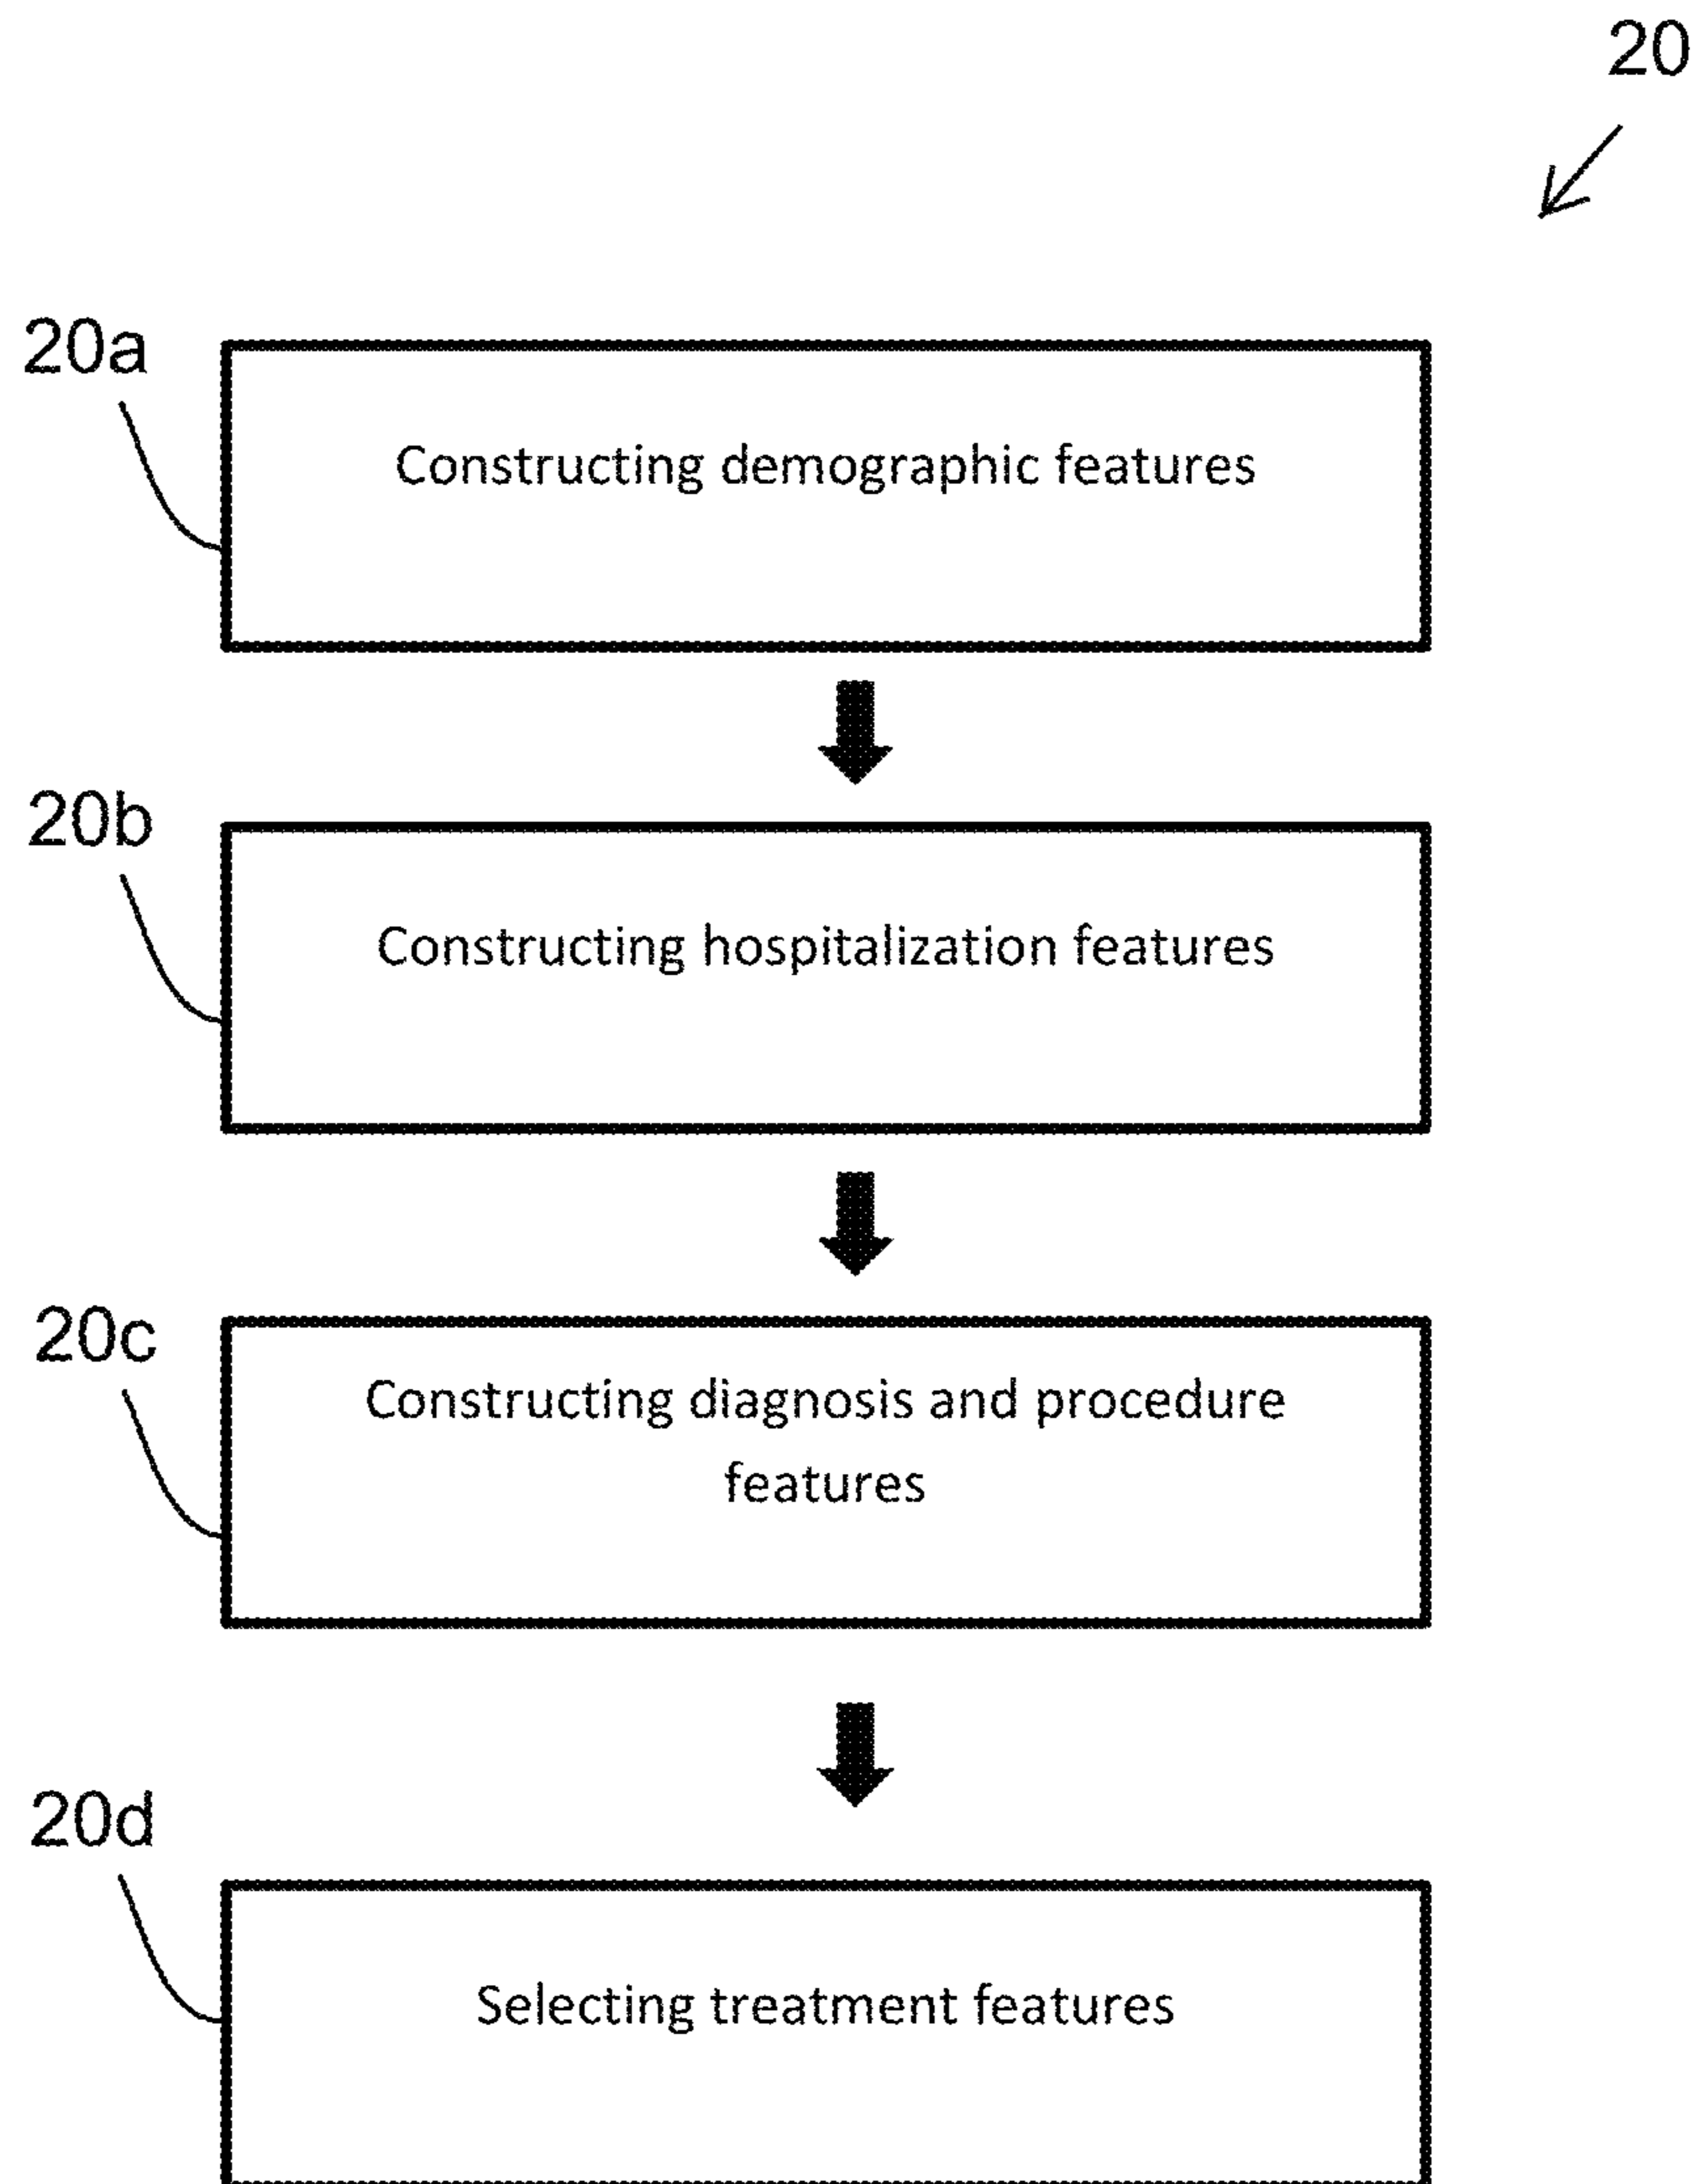 20
20a
Constructing demographic features
20b
Constructing hospitalization features
20c
Constructing diagnosis and procedure
features
20d
Selecting treatment features